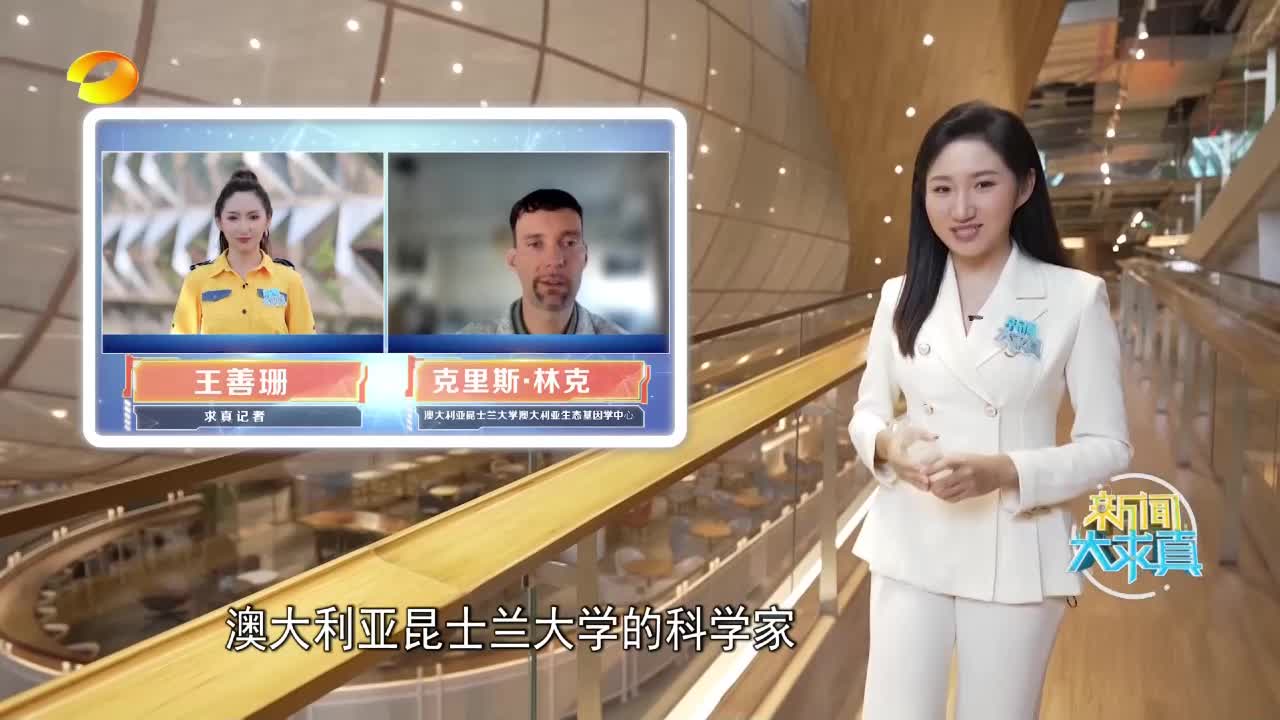 王善珊
求真记者
克里斯·林克
澳大利亚昆士兰大学澳大利亚生态基因学中心
新闻
大求真
澳大利亚昆士兰大学的科学家